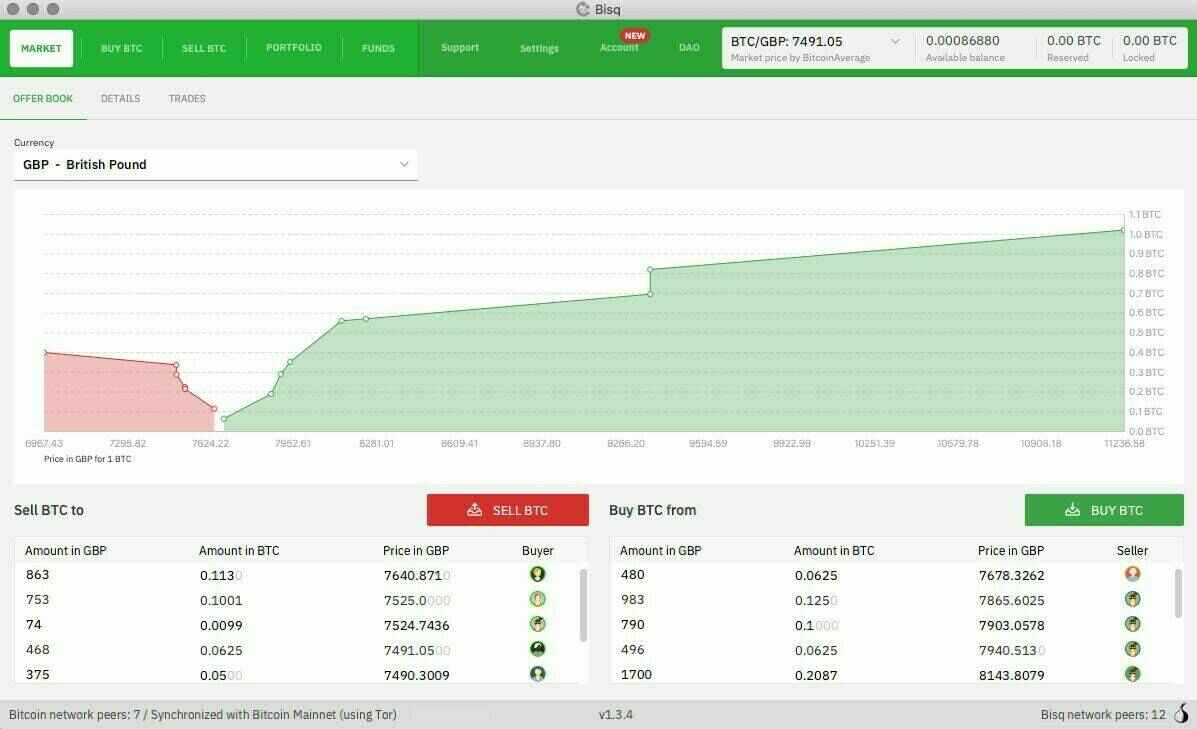 Bisq
MARKET BUY BTC SELL BTC PORTFOLIO FUNDS Support Settings Account NEW DAO BTC/GBP: 7491.05 0.00086880 0.00 BTC 0.00 BTC
Market price by BitcoinAverage Available balance Reserved Locked
OFFER BOOK DETAILS TRADES
Currency
GBP - British Pound
1.1 BTC
1.0 BTC
0.9 BTC
0.8 BTC
0.7 BTC
0.6 BTC
0.5 BTC
0.4 BTC
0.3 BTC
0.2 BTC
0.1 BTC
0.0 BTC
6967.43 7295.82 7624.22 7952.61 8281.01 8609.41 8937.80 9266.20 9594.59 9922.99 10251.39 10579.78 10908.18 11236.58
Price in GBP for 1 BTC
Sell BTC to SELL BTC Buy BTC from BUY BTC
Amount in GBP Amount in BTC Price in GBP Buyer Amount in GBP Amount in BTC Price in GBP Seller
863 0.1130 7640.8710 480 0.0625 7678.3262
753 0.1001 7525.0000 983 0.1250 7865.6025
74 0.0099 7524.7436 790 0.1000 7903.0578
468 0.0625 7491.0500 496 0.0625 7940.5130
375 0.0500 7490.3009 1700 0.2087 8143.8079
Bitcoin network peers: 7 / Synchronized with Bitcoin Mainnet (using Tor) v1.3.4 Bisq network peers: 12